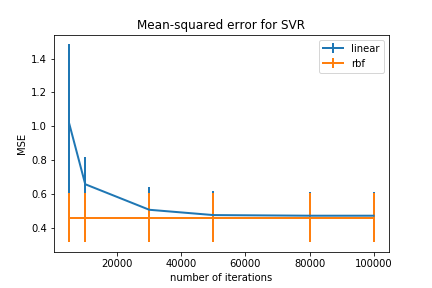 Mean-squared error for SVR
linear
rbf
MSE
1.4
1.2
1.0
0.8
0.6
0.4
20000 40000 60000 80000 100000
number of iterations